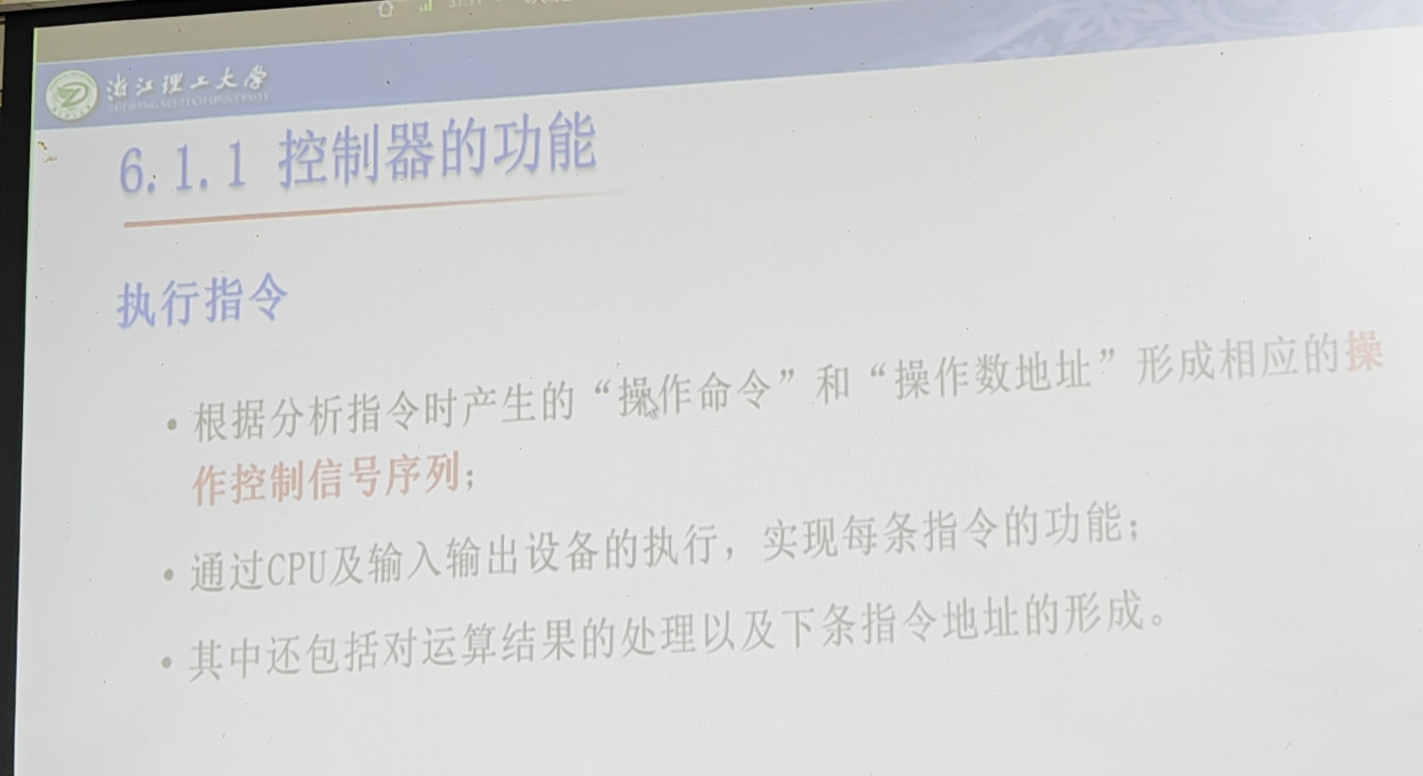 浙江理工大学
ZHEJIANG SCI-TECH UNIVERSITY
6.1.1 控制器的功能
执行指令
• 根据分析指令时产生的“操作命令”和“操作数地址”形成相应的操
作控制信号序列；
• 通过CPU及输入输出设备的执行，实现每条指令的功能；
• 其中还包括对运算结果的处理以及下条指令地址的形成。